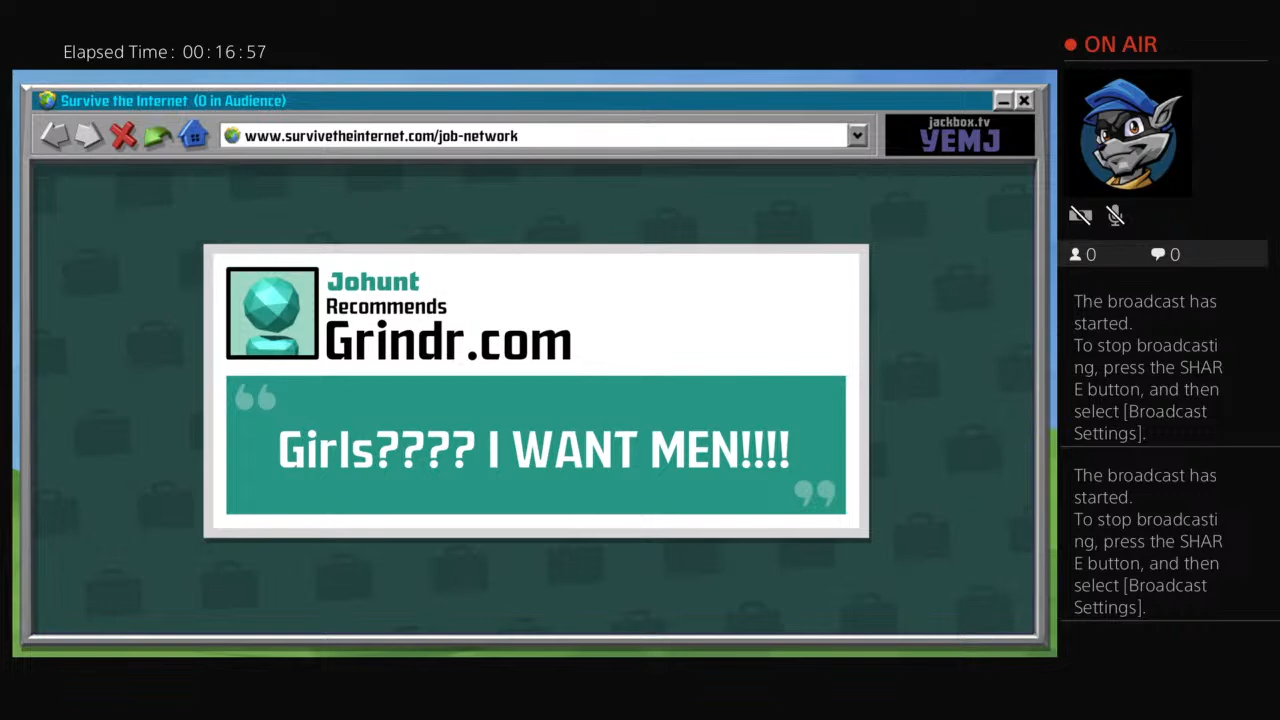 Elapsed Time: 00:16:57
ON AIR
Survive the Internet (0 in Audience)
www.survivetheinternet.com/job-network
jackbox.tv
YEMJ
Johunt
Recommends
Grindr.com
“
Girls???? I WANT MEN!!!!
”
0
0
The broadcast has
started.
To stop broadcasti
ng, press the SHAR
E button, and then
select [Broadcast
Settings].
The broadcast has
started.
To stop broadcasti
ng, press the SHAR
E button, and then
select [Broadcast
Settings].